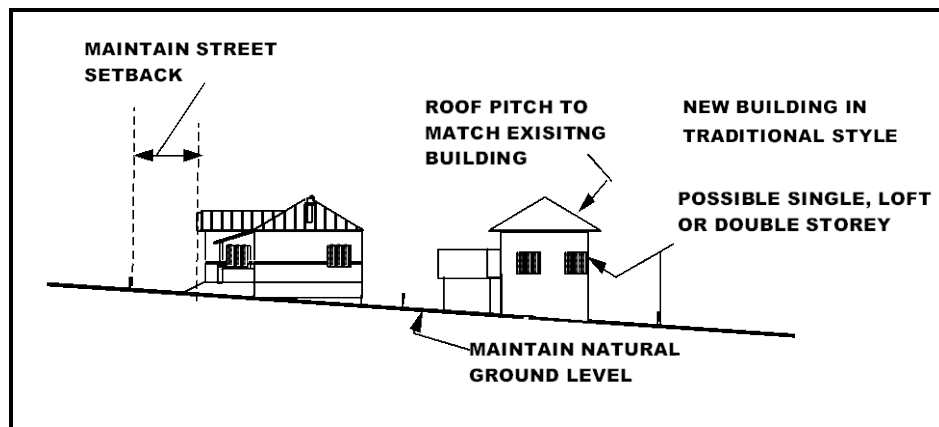 MAINTAIN STREET
SETBACK
ROOF PITCH TO
MATCH EXISITNG
BUILDING
NEW BUILDING IN
TRADITIONAL STYLE
POSSIBLE SINGLE, LOFT
OR DOUBLE STOREY
MAINTAIN NATURAL
GROUND LEVEL